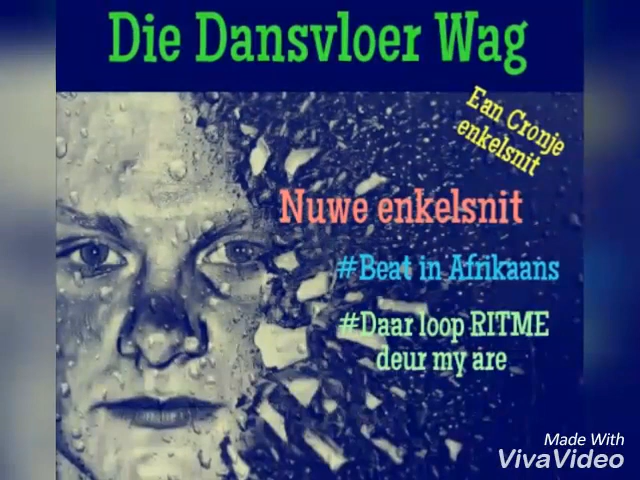 Die Dansvloer Wag
Ean Cronje
enkelsnit
Nuwe enkelsnit
#Beat in Afrikaans
#Daar loop RITME
deur my are
Made With
VivaVideo